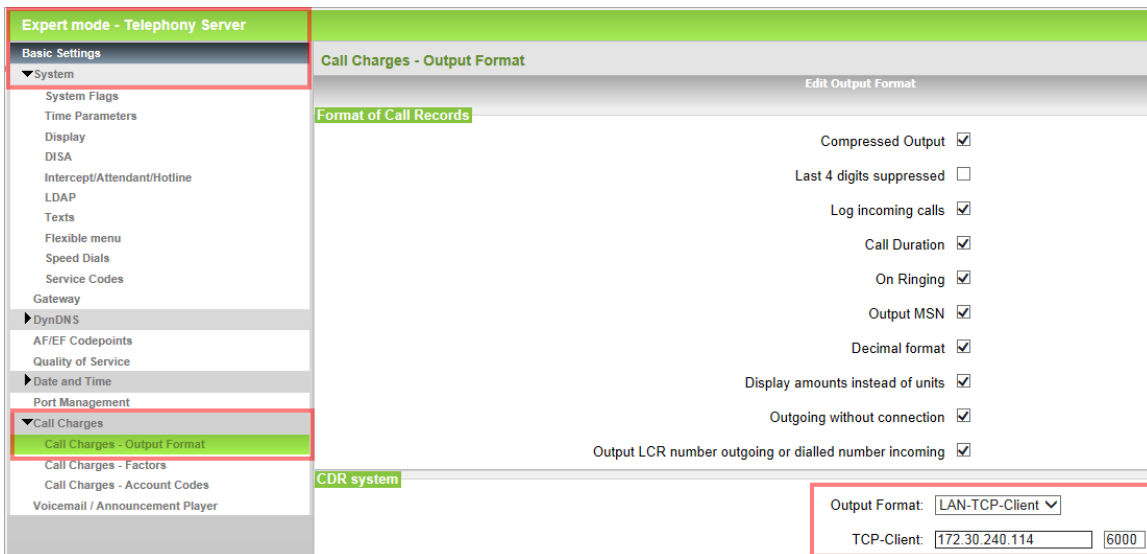 Expert mode - Telephony Server
Basic Settings
System
System Flags
Time Parameters
Display
DISA
Intercept/Attendant/Hotline
LDAP
Texts
Flexible menu
Speed Dials
Service Codes
Gateway
DynDNS
AF/EF Codepoints
Quality of Service
Date and Time
Port Management
Call Charges
Call Charges - Output Format
Call Charges - Factors
Call Charges - Account Codes
Voicemail / Announcement Player
Call Charges - Output Format
Edit Output Format
Format of Call Records
Compressed Output
Last 4 digits suppressed
Log incoming calls
Call Duration
On Ringing
Output MSN
Decimal format
Display amounts instead of units
Outgoing without connection
Output LCR number outgoing or dialled number incoming
CDR system
Output Format: LAN-TCP-Client
TCP-Client: 172.30.240.114 6000